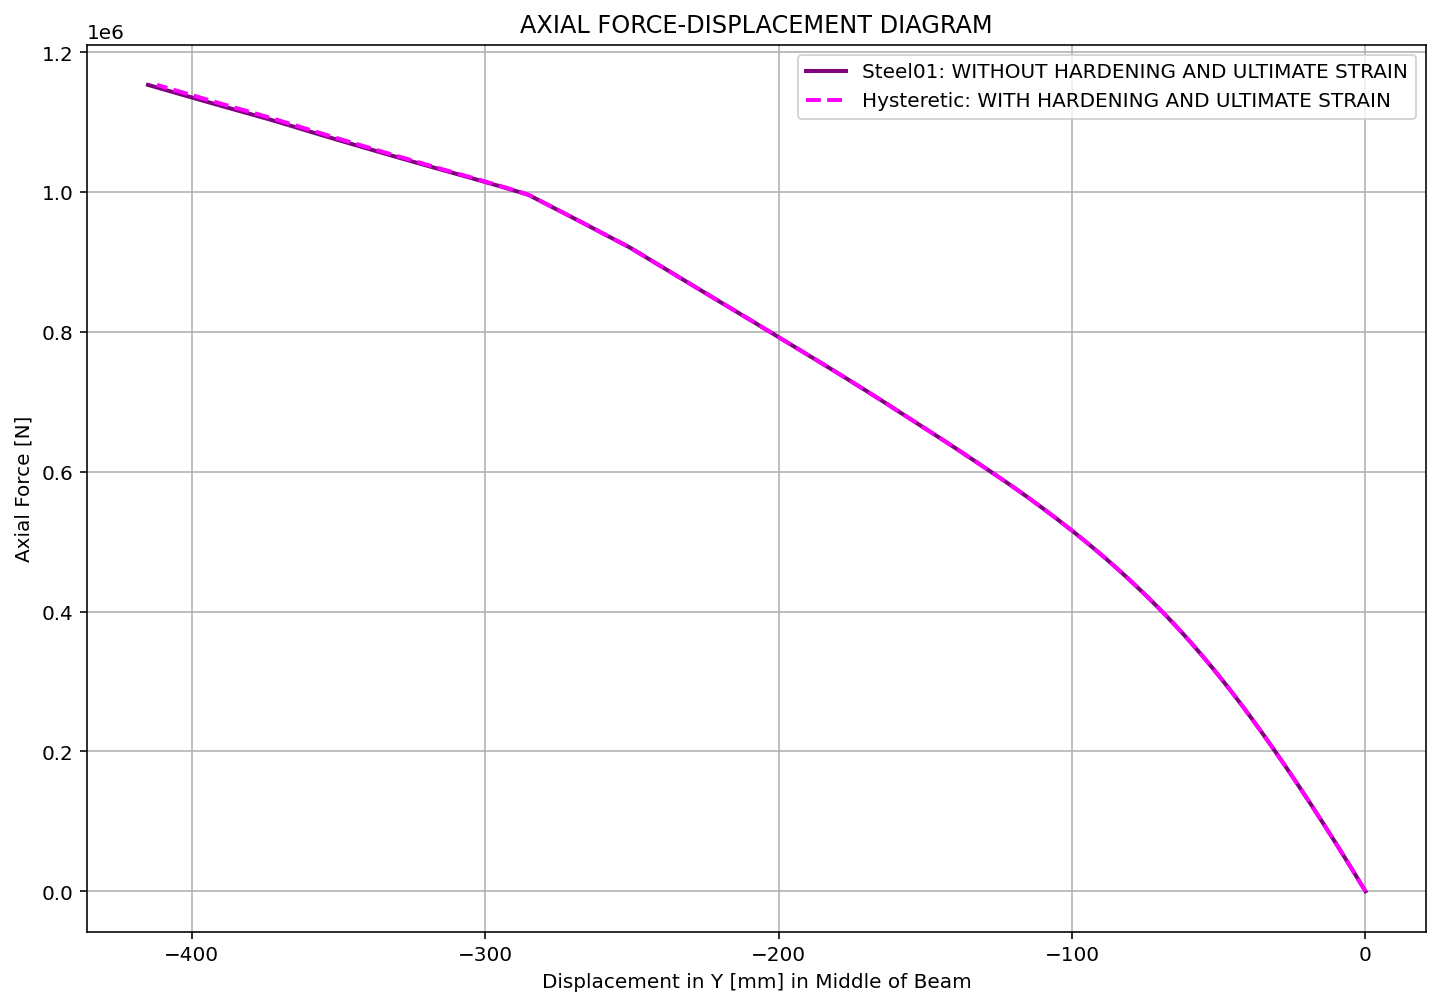 AXIAL FORCE-DISPLACEMENT DIAGRAM
1e6
1.2
1.0
0.8
0.6
0.4
0.2
0.0
Axial Force [N]
Steel01: WITHOUT HARDENING AND ULTIMATE STRAIN
Hysteretic: WITH HARDENING AND ULTIMATE STRAIN
−400 −300 −200 −100 0
Displacement in Y [mm] in Middle of Beam